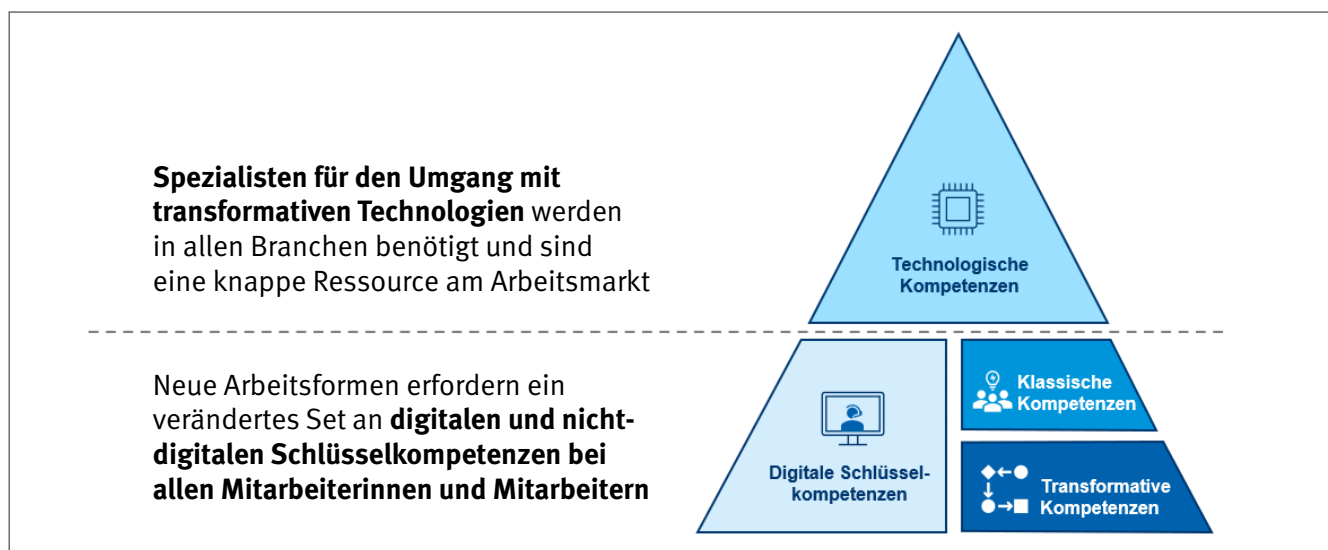 Spezialisten für den Umgang mit
transformativen Technologien werden
in allen Branchen benötigt und sind
eine knappe Ressource am Arbeitsmarkt
Technologische
Kompetenzen
Neue Arbeitsformen erfordern ein
verändertes Set an digitalen und nicht-
digitalen Schlüsselkompetenzen bei
allen Mitarbeiterinnen und Mitarbeitern
Digitale Schlüssel-
kompetenzen
Klassische
Kompetenzen
Transformative
Kompetenzen